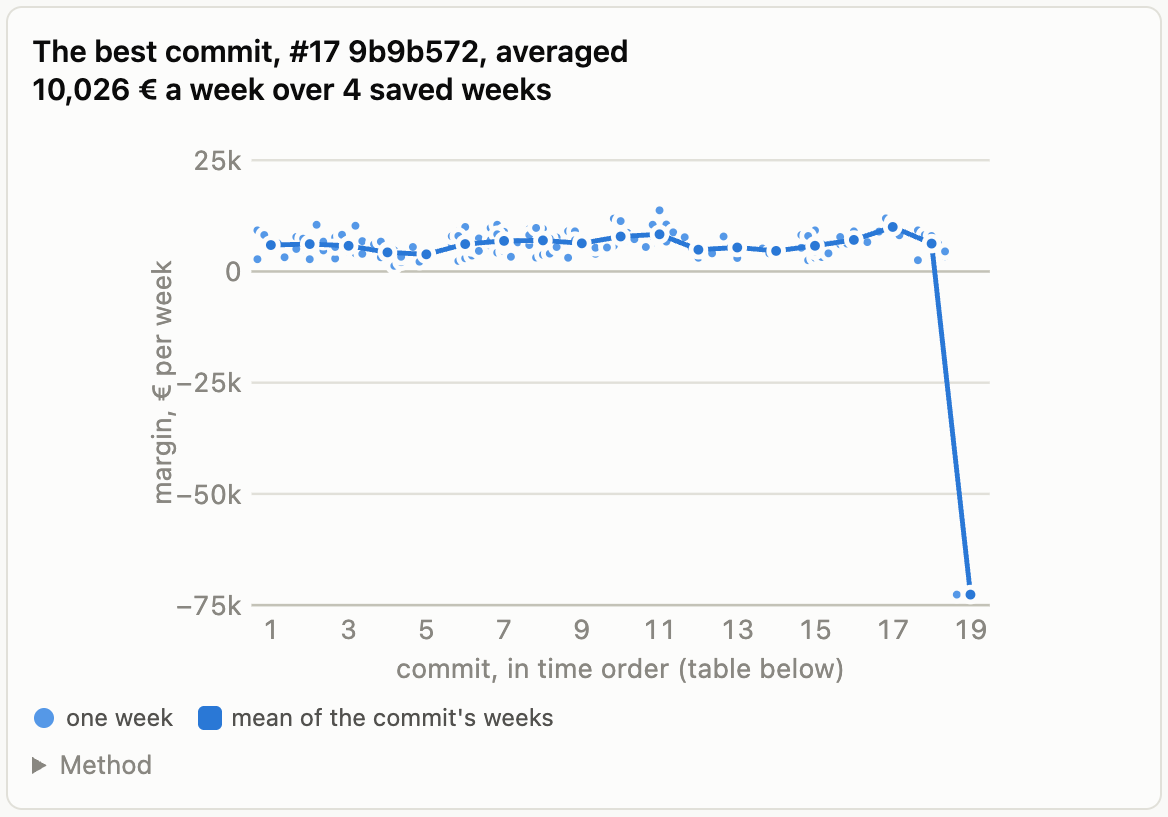 The best commit, #17 9b9b572, averaged
10,026 € a week over 4 saved weeks
25k
0
−25k
−50k
−75k
margin, € per week
1 3 5 7 9 11 13 15 17 19
commit, in time order (table below)
one week mean of the commit's weeks
Method